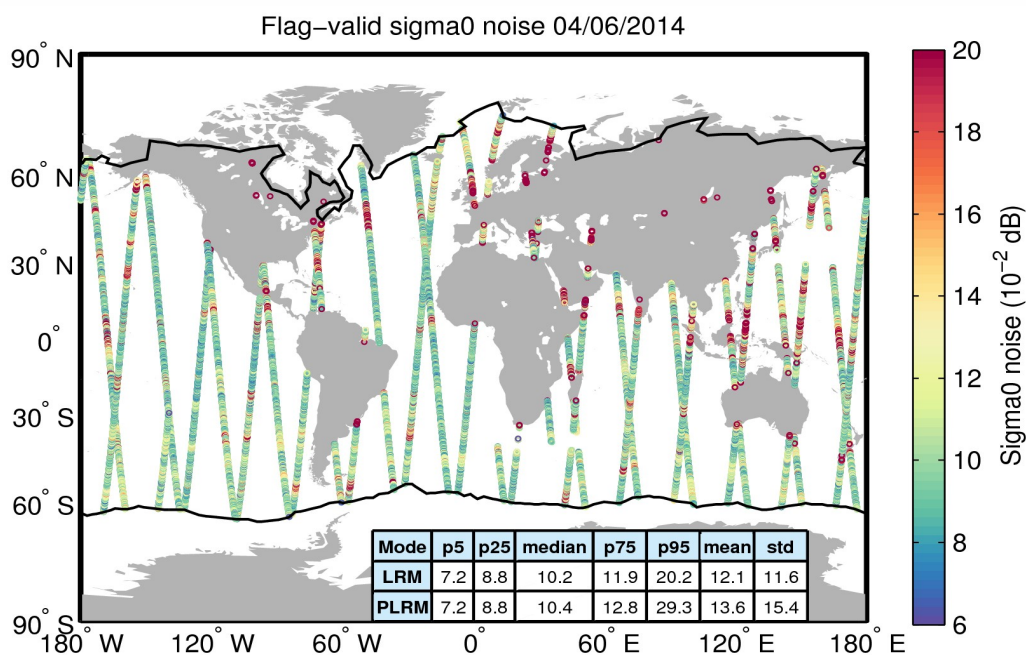 Flag−valid sigma0 noise 04/06/2014
90° N
60° N
30° N
0°
30° S
60° S
90° S
180° W
120° W
60° W
0°
60° E
120° E
180° E
Mode p5 p25 median p75 p95 mean std
LRM 7.2 8.8 10.2 11.9 20.2 12.1 11.6
PLRM 7.2 8.8 10.4 12.8 29.3 13.6 15.4
20
18
16
14
12
10
8
6
Sigma0 noise (10⁻² dB)